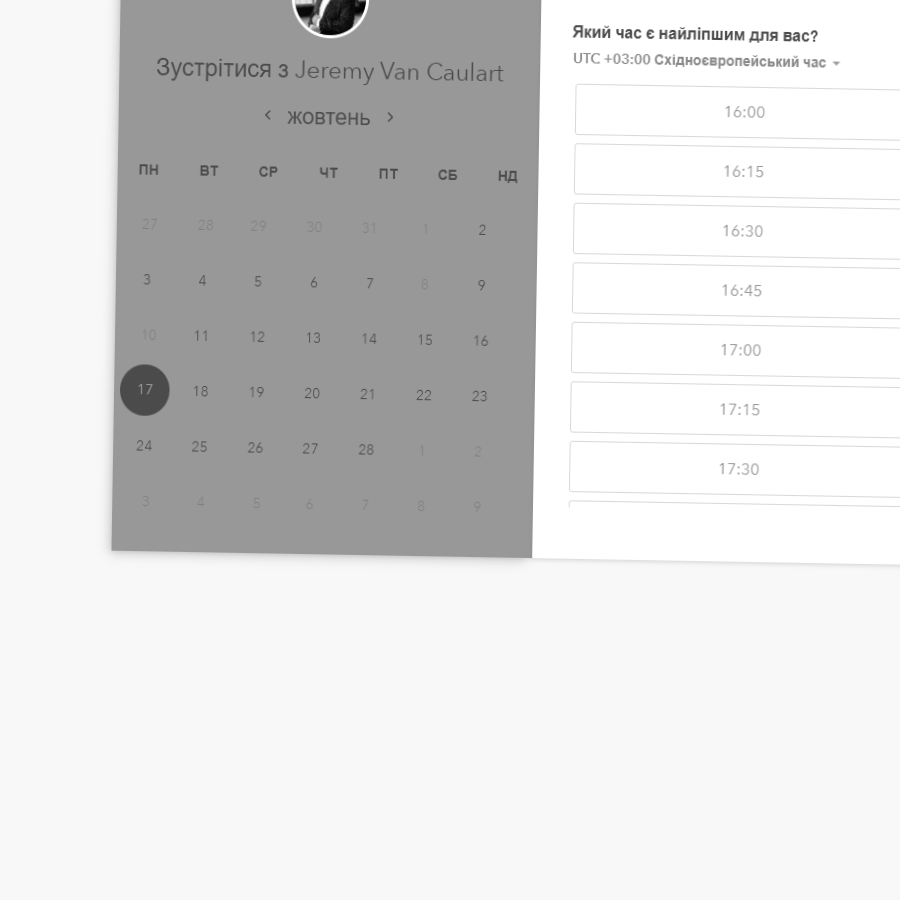 Зустрітися з Jeremy Van Caulart
‹ жовтень ›
ПН ВТ СР ЧТ ПТ СБ НД
27 28 29 30 31 1 2
3 4 5 6 7 8 9
10 11 12 13 14 15 16
17 18 19 20 21 22 23
24 25 26 27 28 1 2
3 4 5 6 7 8 9
Який час є найліпшим для вас?
UTC +03:00 Східноєвропейський час
16:00
16:15
16:30
16:45
17:00
17:15
17:30